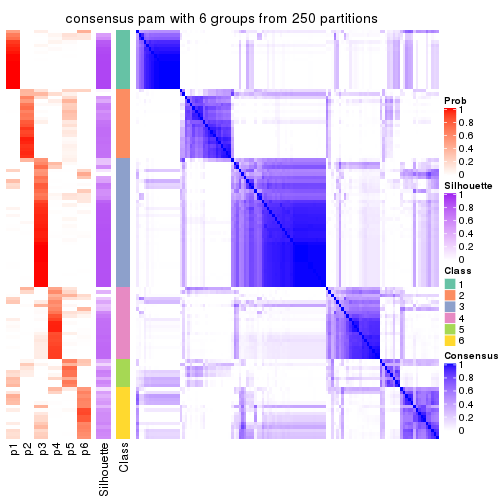 consensus pam with 6 groups from 250 partitions
Prob
1
0.8
0.6
0.4
0.2
0
Silhouette
1
0.8
0.6
0.4
0.2
0
Class
1
2
3
4
5
6
Consensus
1
0.8
0.6
0.4
0.2
0
p1
p2
p3
p4
p5
p6
Silhouette
Class